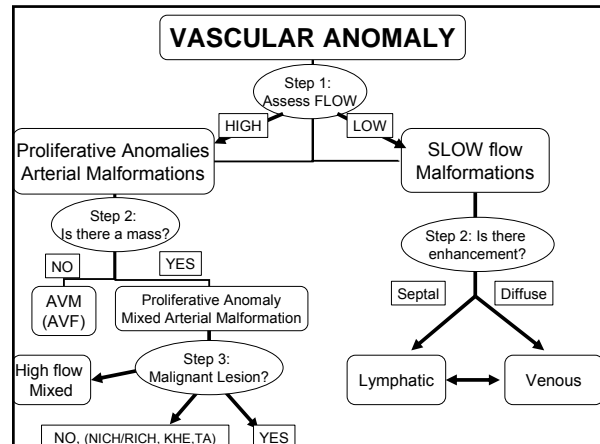 VASCULAR ANOMALY
Step 1:
Assess FLOW
HIGH
LOW
Proliferative Anomalies
Arterial Malformations
SLOW flow
Malformations
Step 2:
Is there a mass?
Step 2: Is there
enhancement?
NO
YES
Septal
Diffuse
AVM
(AVF)
Proliferative Anomaly
Mixed Arterial Malformation
High flow
Mixed
Step 3:
Malignant Lesion?
Lymphatic
Venous
NO, (NICH/RICH, KHE,TA)
YES